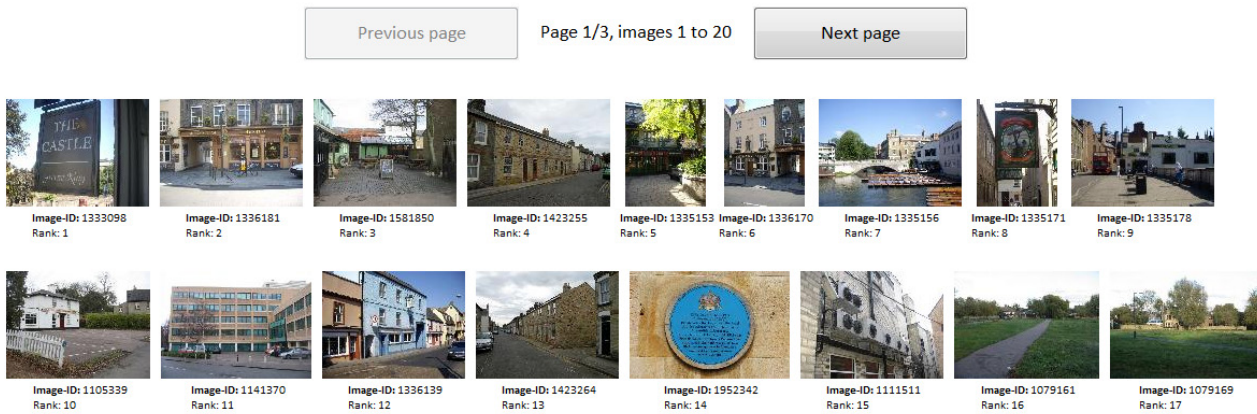 Previous page
Page 1/3, images 1 to 20
Next page
THE
CASTLE
Image-ID: 1333098
Rank: 1
Image-ID: 1336181
Rank: 2
Image-ID: 1581850
Rank: 3
Image-ID: 1423255
Rank: 4
Image-ID: 1335153
Rank: 5
Image-ID: 1336170
Rank: 6
Image-ID: 1335156
Rank: 7
Image-ID: 1335171
Rank: 8
Image-ID: 1335178
Rank: 9
Image-ID: 1105339
Rank: 10
Image-ID: 1141370
Rank: 11
Image-ID: 1336139
Rank: 12
Image-ID: 1423264
Rank: 13
Image-ID: 1952342
Rank: 14
Image-ID: 1111511
Rank: 15
Image-ID: 1079161
Rank: 16
Image-ID: 1079169
Rank: 17